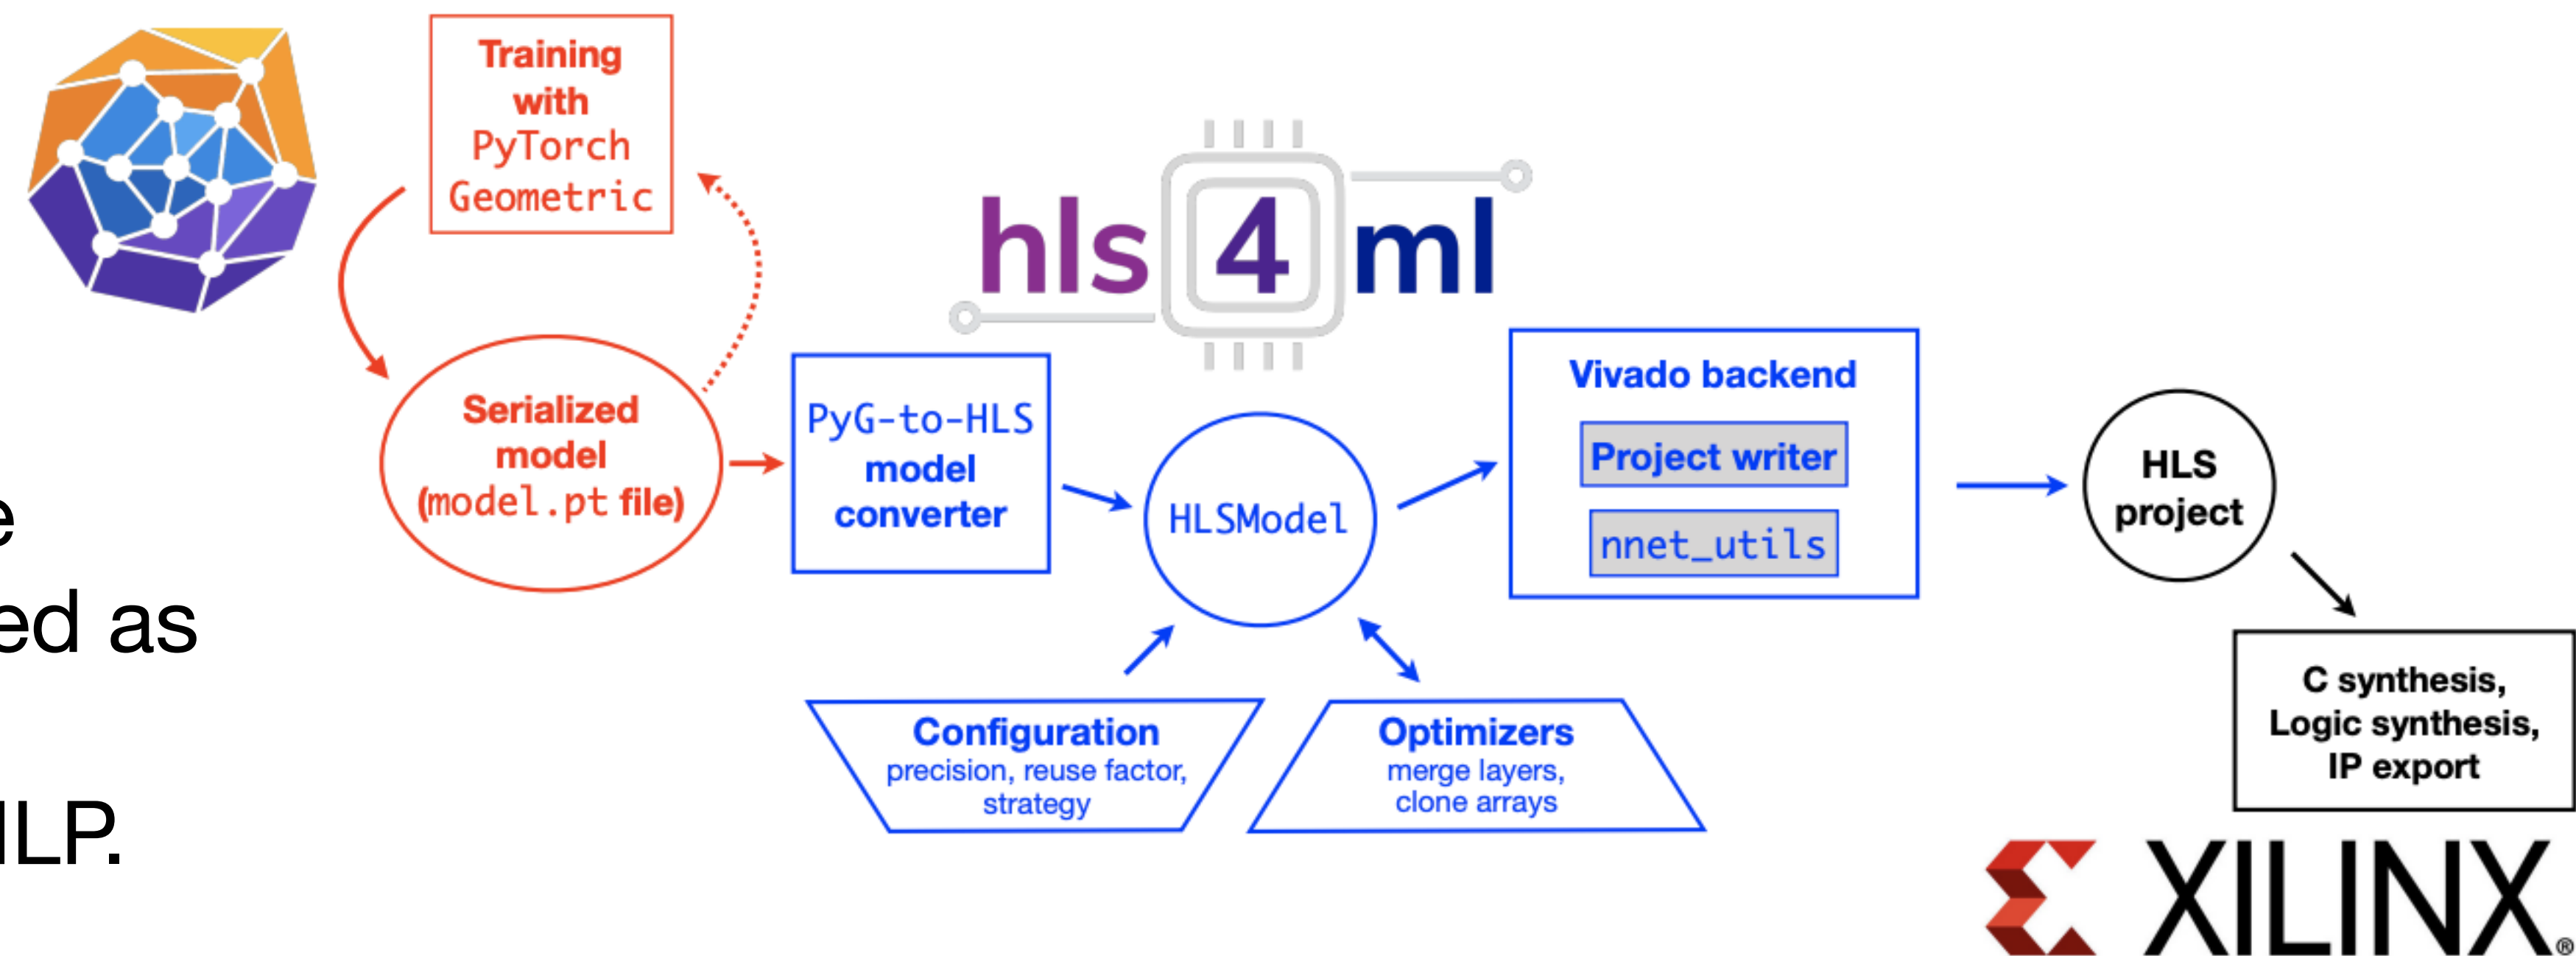 Training
with
PyTorch
Geometric
hls 4 ml
Serialized
model
(model.pt file)
PyG-to-HLS
model
converter
HLSModel
Vivado backend
Project writer
nnet_utils
HLS
project
Configuration
precision, reuse factor,
strategy
Optimizers
merge layers,
clone arrays
C synthesis,
Logic synthesis,
IP export
XILINX®
e
ed as